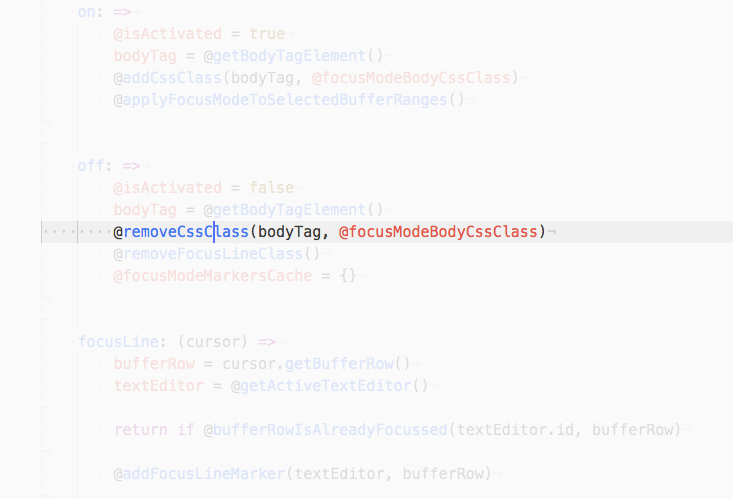 on: =>
@isActivated = true
bodyTag = @getBodyTagElement()
@addCssClass(bodyTag, @focusModeBodyCssClass)
@applyFocusModeToSelectedBufferRanges()
off: =>
@isActivated = false
bodyTag = @getBodyTagElement()
@removeCssClass(bodyTag, @focusModeBodyCssClass)
@removeFocusLineClass()
@focusModeMarkersCache = {}
focusLine: (cursor) =>
bufferRow = cursor.getBufferRow()
textEditor = @getActiveTextEditor()
return if @bufferRowIsAlreadyFocussed(textEditor.id, bufferRow)
@addFocusLineMarker(textEditor, bufferRow)